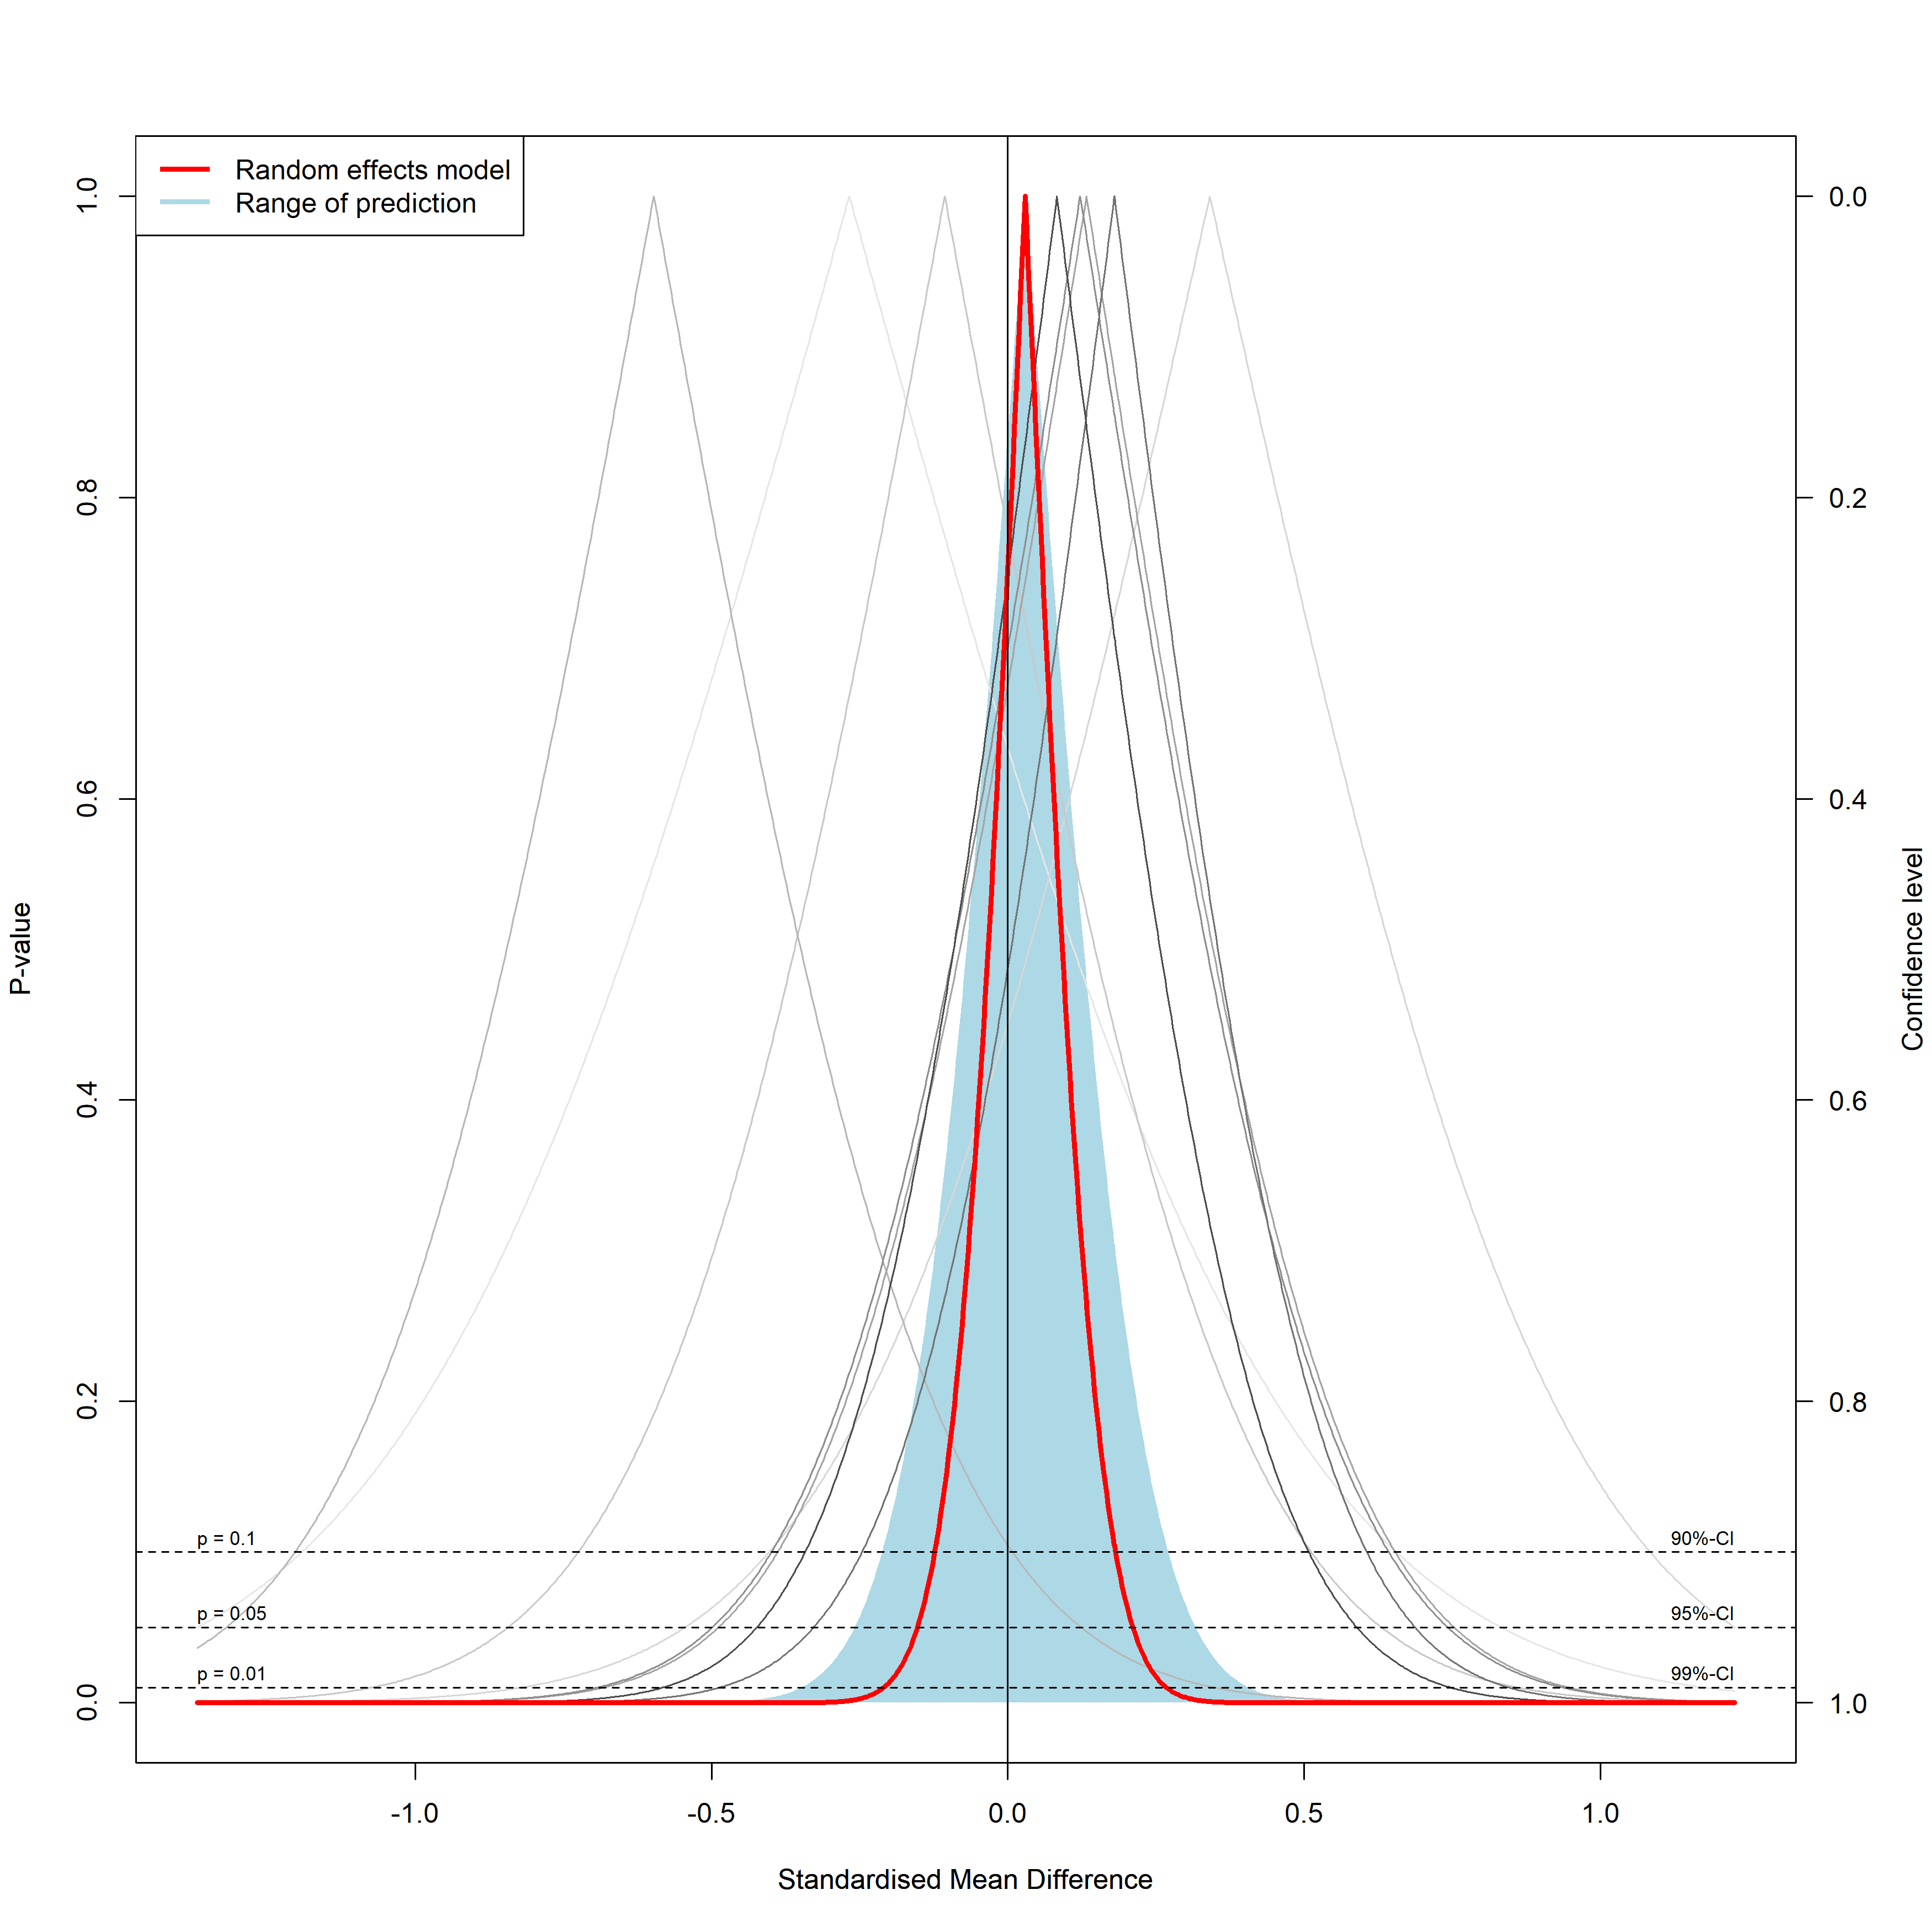 Random effects model
Range of prediction
1.0
0.8
0.6
0.4
0.2
0.0
P-value
0.0
0.2
0.4
0.6
0.8
1.0
Confidence level
p = 0.1
90%-CI
p = 0.05
95%-CI
p = 0.01
99%-CI
-1.0
-0.5
0.0
0.5
1.0
Standardised Mean Difference